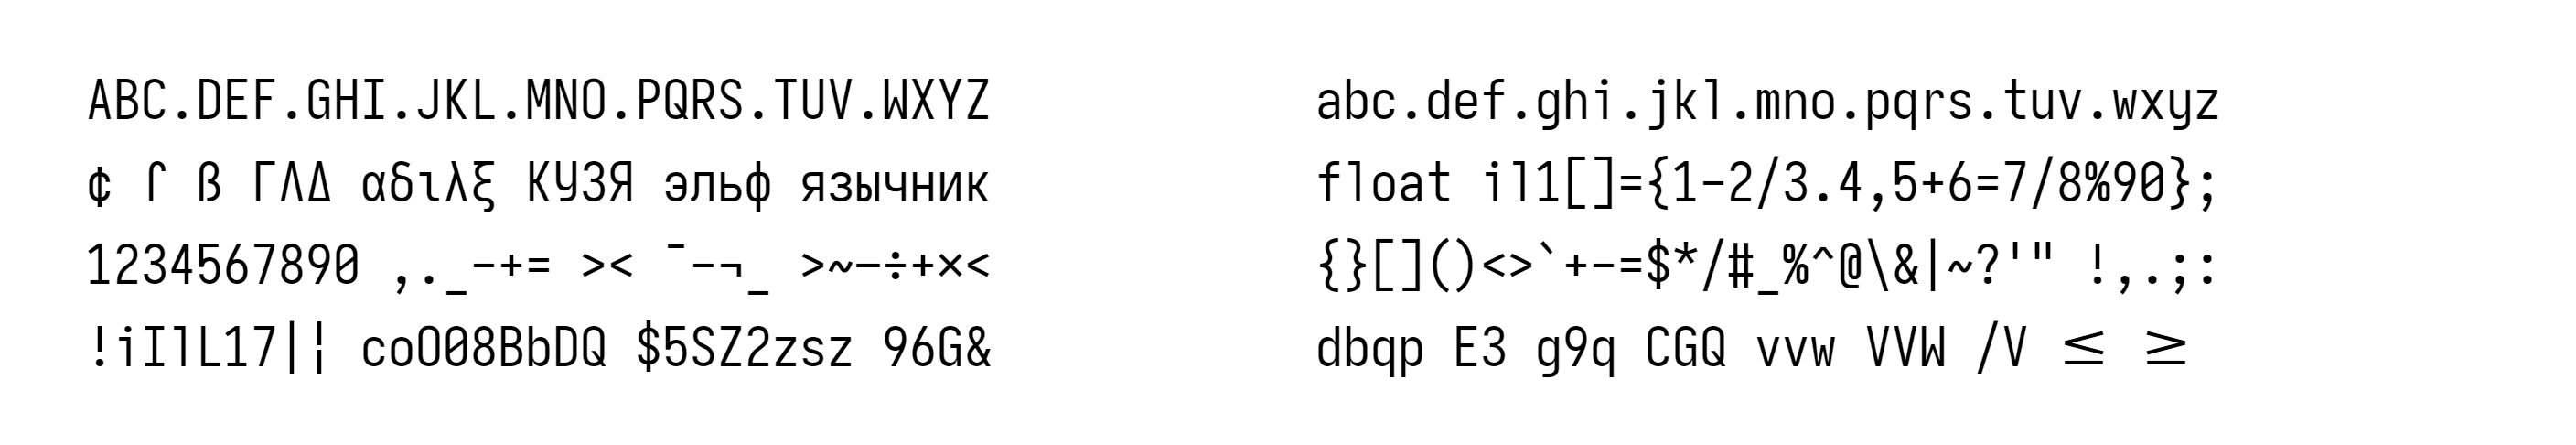 ABC.DEF.GHI.JKL.MNO.PQRS.TUV.WXYZ
¢ ſ ß ΓΛΔ αδιλξ КУЗЯ эльф язычник
1234567890 ,._-+= >< ¯-¬_ >~–÷+×<
!iIlL17|¦ coO08BbDQ $5SZ2zsz 96G&
abc.def.ghi.jkl.mno.pqrs.tuv.wxyz
float il1[]={1-2/3.4,5+6=7/8%90};
{}[]()<>`+-=$*/#_%^@\&|~?'" !,.;:
dbqp E3 g9q CGQ vvw VVW /V ≤ ≥